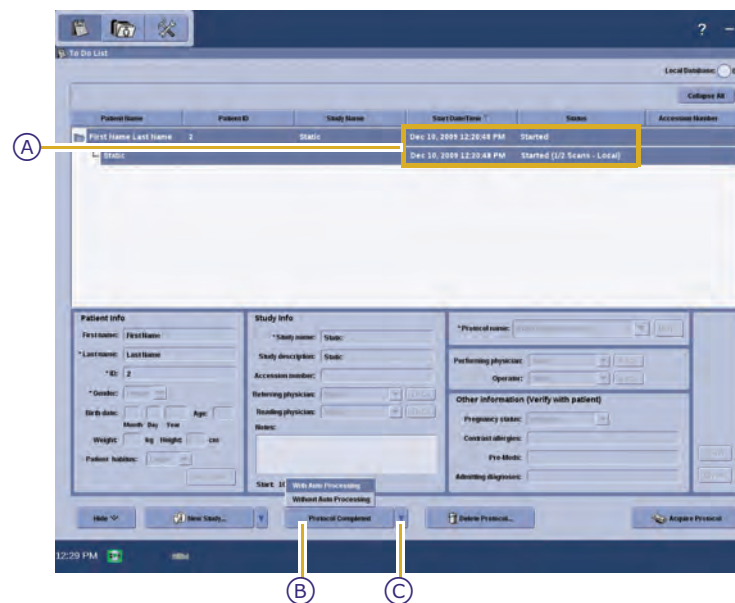 ?
To Do List
Local Database:
Collapse All
Patient Name Patient ID Study Name Start Date/Time Status Accession Number
First Name Last Name 2 Static Dec 10, 2009 12:20:48 PM Started
Static Dec 10, 2009 12:20:48 PM Started (1/2 Scans - Local)
A
Patient Info
First name: First Name
*Last name: Last Name
*ID: 2
*Gender:
Birth date: Age:
Month Day Year
Weight: kg Height: cm
Patient habitus:
Study Info
*Study name: Static
Study description: Static
Accession number:
Referring physician:
Reading physician:
Notes:
Start:
With Auto Processing
Without Auto Processing
*Protocol name:
Performing physician:
Operator:
Other information (Verify with patient)
Pregnancy status:
Contrast allergies:
Pre-Meds:
Admitting diagnoses:
Hide New Study... Protocol Completed Delete Protocol... Acquire Protocol
12:29 PM
B C